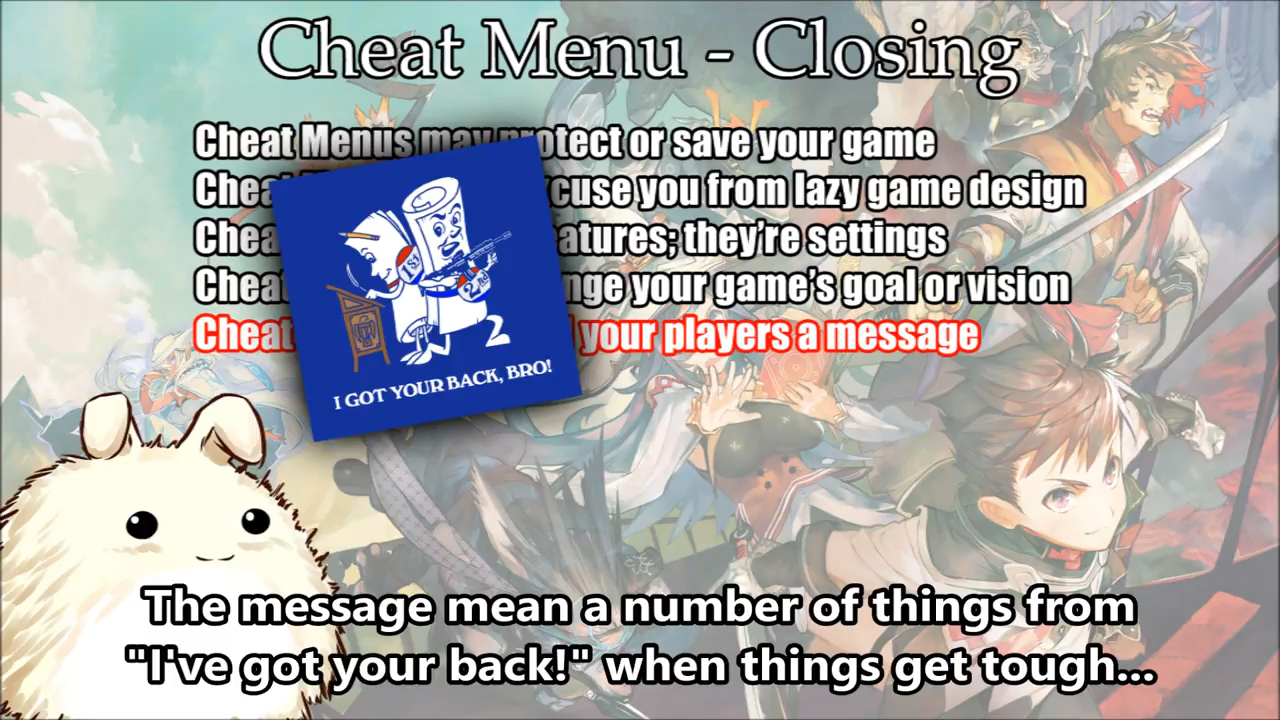 Cheat Menu - Closing
Cheat Menus may protect or save your game
Chea cuse you from lazy game design
Chea atures; they're settings
Cheat nge your game's goal or vision
Cheat your players a message
1ST
2ND
I GOT YOUR BACK, BRO!
The message mean a number of things from
"I've got your back!" when things get tough...